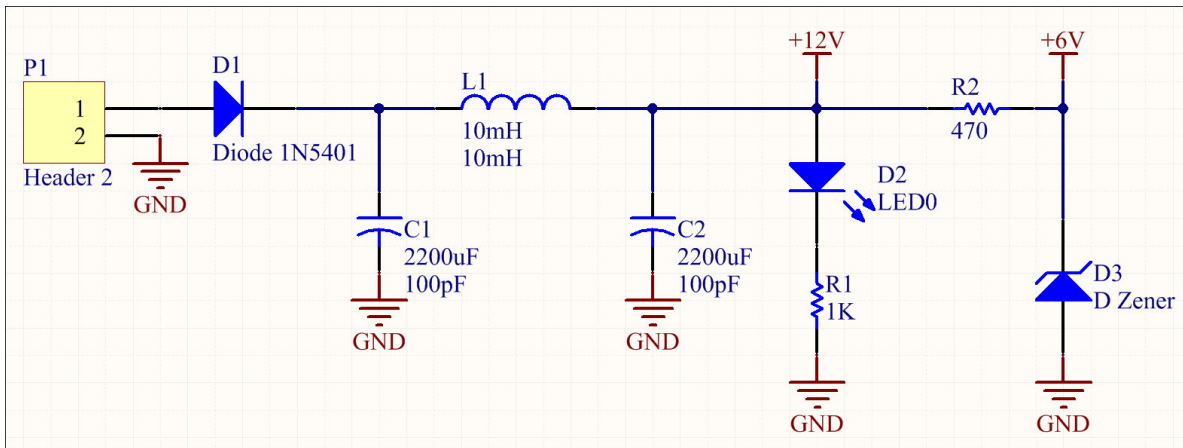 P1
1
2
Header 2
GND
D1
Diode 1N5401
L1
10mH
10mH
C1
2200uF
100pF
GND
C2
2200uF
100pF
GND
+12V
D2
LED0
R1
1K
GND
R2
470
+6V
D3
D Zener
GND